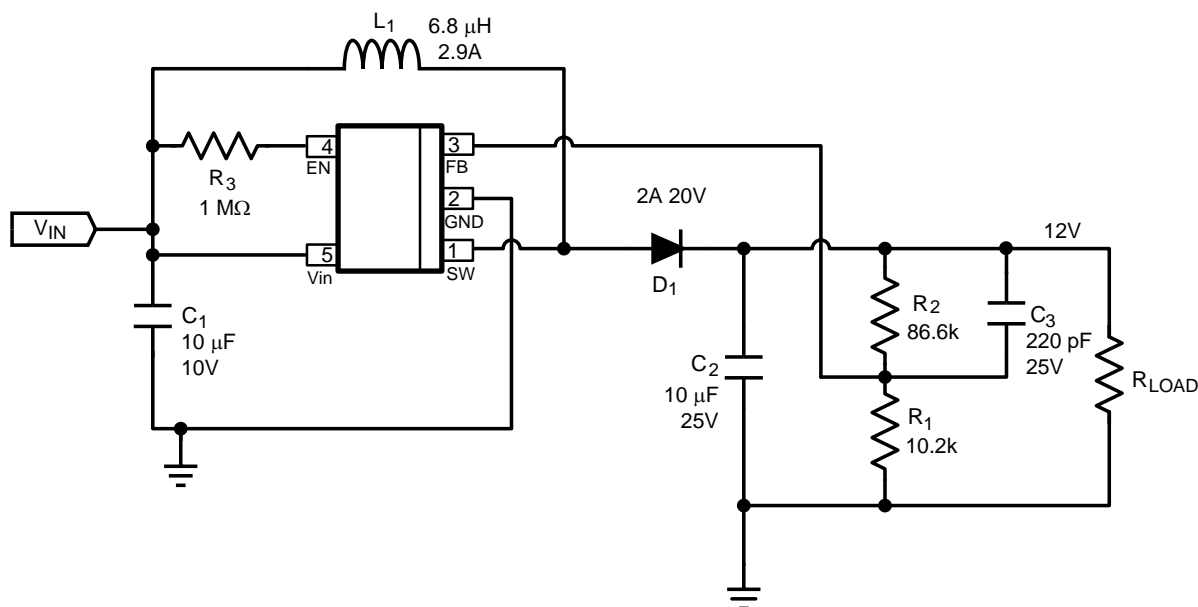 L1
6.8 μH
2.9A
4
EN
3
FB
R3
1 MΩ
2
GND
2A 20V
VIN
5
Vin
1
SW
12V
D1
C1
10 μF
10V
R2
86.6k
C3
220 pF
25V
C2
10 μF
25V
RLOAD
R1
10.2k